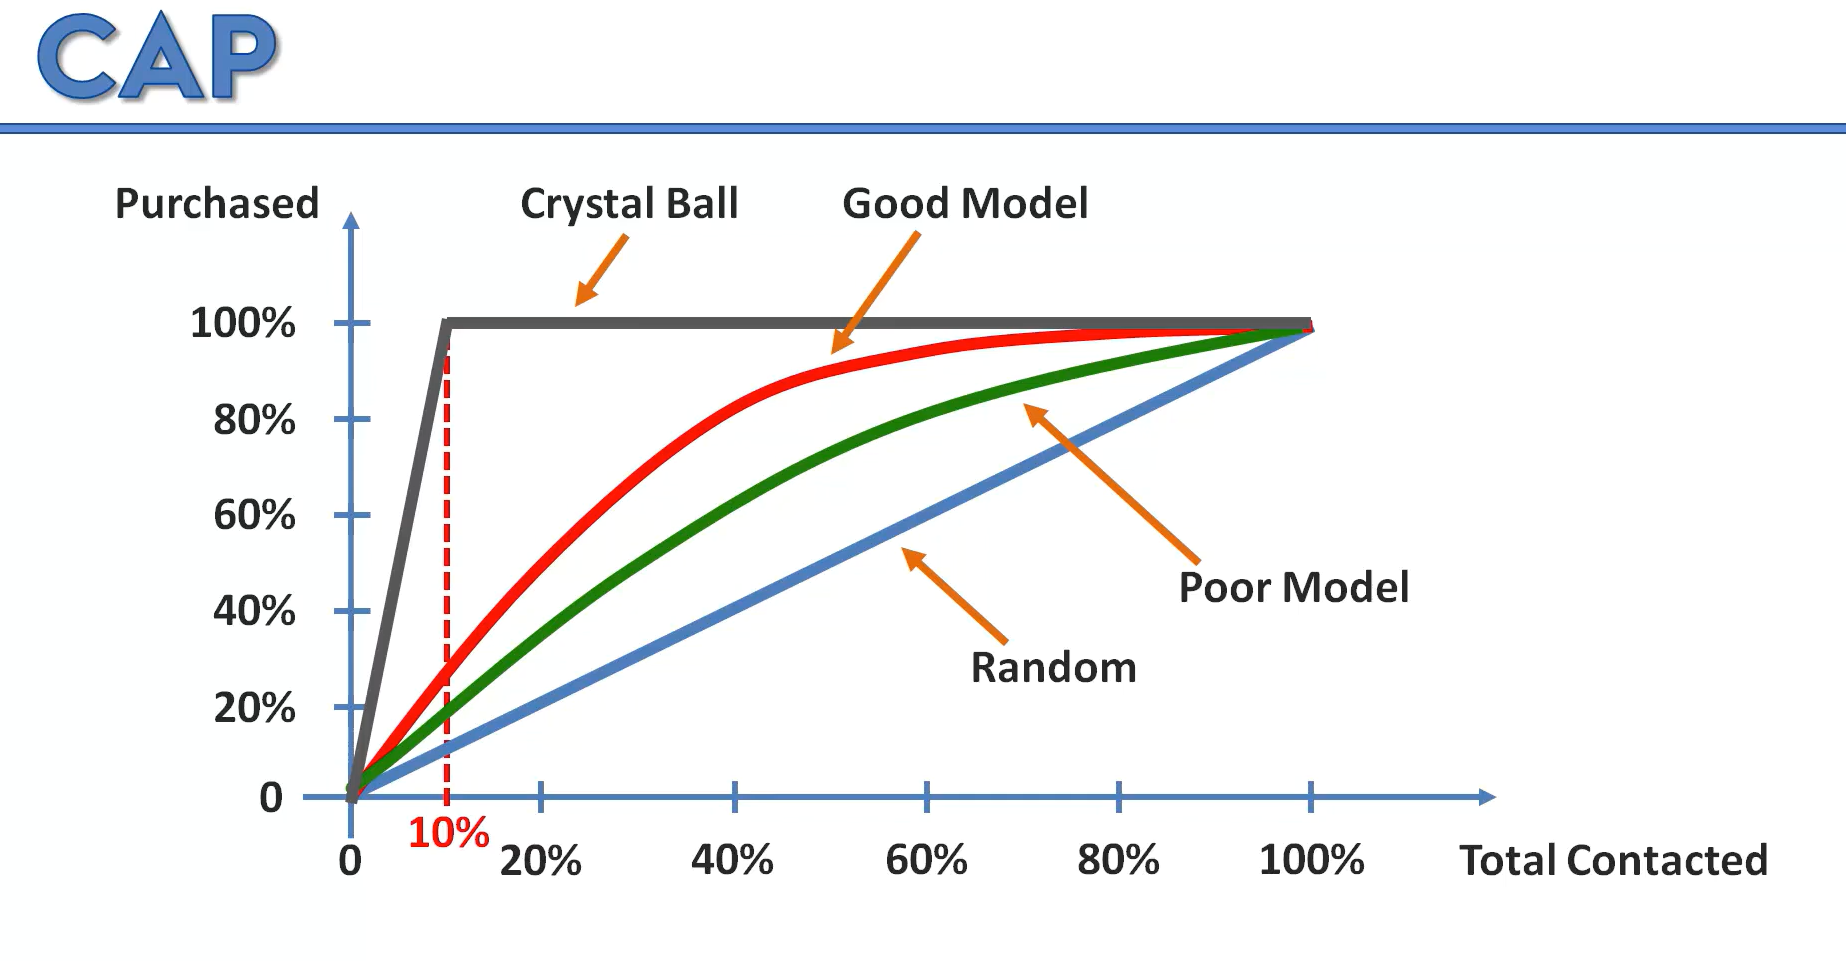 CAP
Purchased
Crystal Ball
Good Model
100%
80%
60%
40%
20%
0
Poor Model
Random
10%
0
20%
40%
60%
80%
100%
Total Contacted